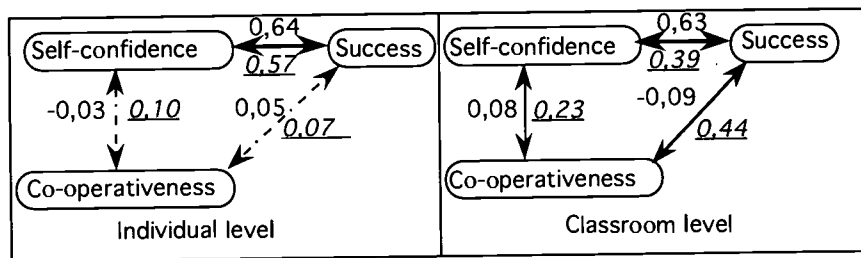 0,64
Self-confidence
Success
0,57
-0,03
0,10
0,05
0,07
Co-operativeness
Individual level
0,63
Self-confidence
Success
0,39
-0,09
0,08
0,23
0,44
Co-operativeness
Classroom level